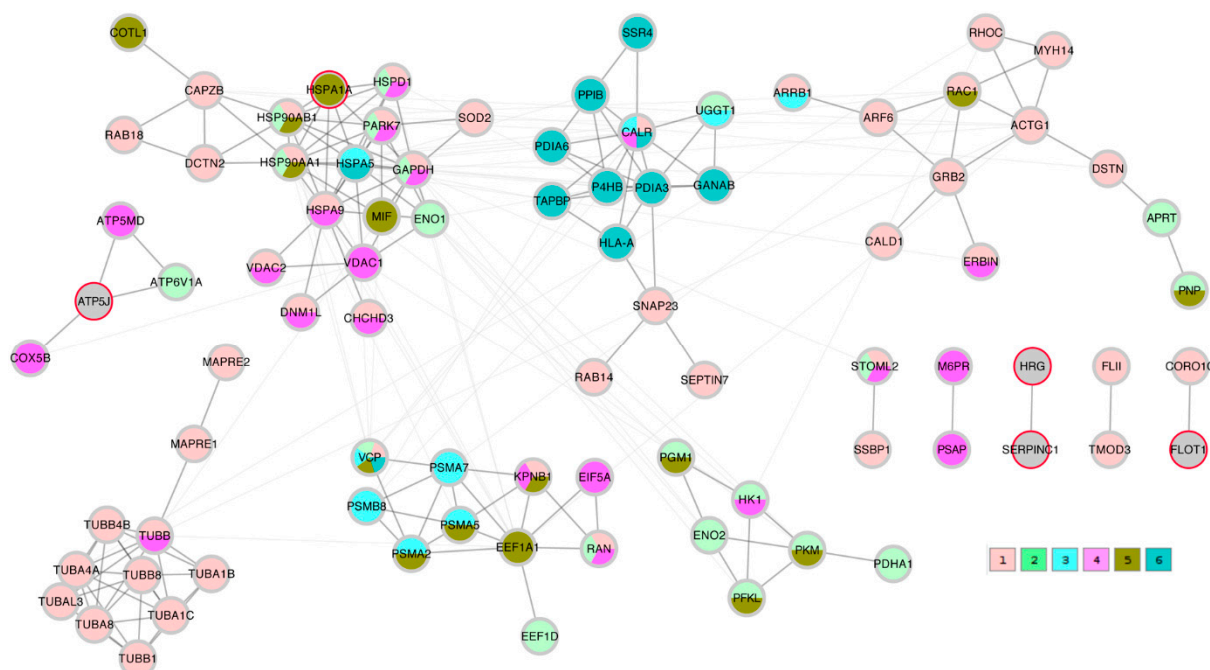 COTL1
SSR4
RHOC
MYH14
CAPZB
HSPA1A
HSPD1
PPIB
UGGT1
ARRB1
RAC1
HSP90AB1
PARK7
SOD2
CALR
ARF6
ACTG1
RAB18
PDIA6
DCTN2
HSP90AA1
HSPA5
GAPDH
GRB2
DSTN
TAPBP
P4HB
PDIA3
GANAB
ATP5MD
HSPA9
MIF
ENO1
HLA-A
CALD1
APRT
VDAC2
VDAC1
ERBIN
ATP6V1A
PNP
ATP5J
DNM1L
CHCHD3
SNAP23
COX5B
MAPRE2
RAB14
SEPTIN7
STOML2
M6PR
HRG
FLII
CORO1C
MAPRE1
SSBP1
PSAP
SERPINC1
TMOD3
FLOT1
VCP
PSMA7
KPNB1
EIF5A
PGM1
PSMB8
HK1
TUBB4B
TUBB
PSMA5
ENO2
PKM
PDHA1
TUBA4A
TUBB8
TUBA1B
PSMA2
EEF1A1
RAN
TUBAL3
TUBA1C
PFKL
TUBA8
EEF1D
TUBB1
1 2 3 4 5 6